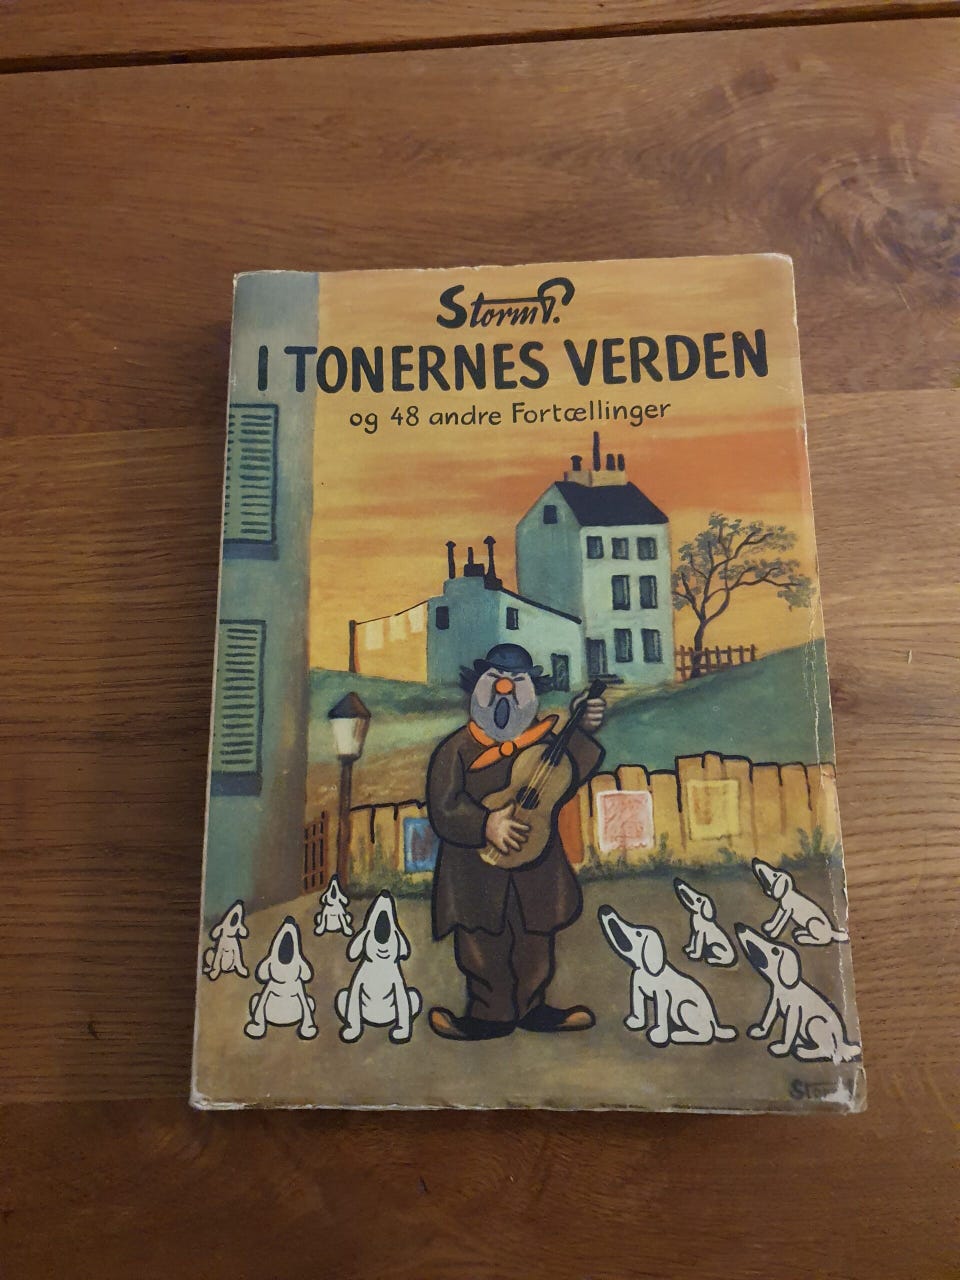 Storm P.
I TONERNES VERDEN
og 48 andre Fortællinger